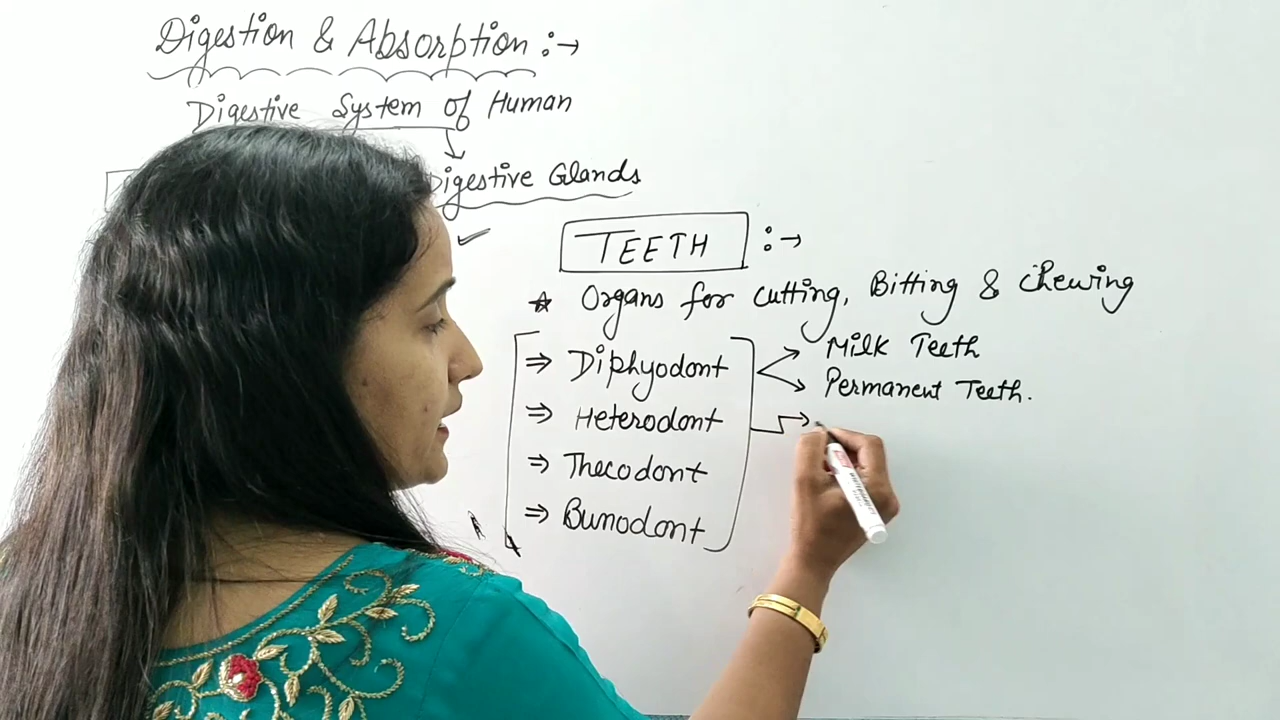 Digestion & Absorption :→
Digestive System of Human
Digestive Glands
TEETH :→
☆ Organs for cutting, Bitting & Chewing
⇒ Diphyodont → Milk Teeth
→ Permanent Teeth.
⇒ Heterodont →
⇒ Thecodont
⇒ Bunodont